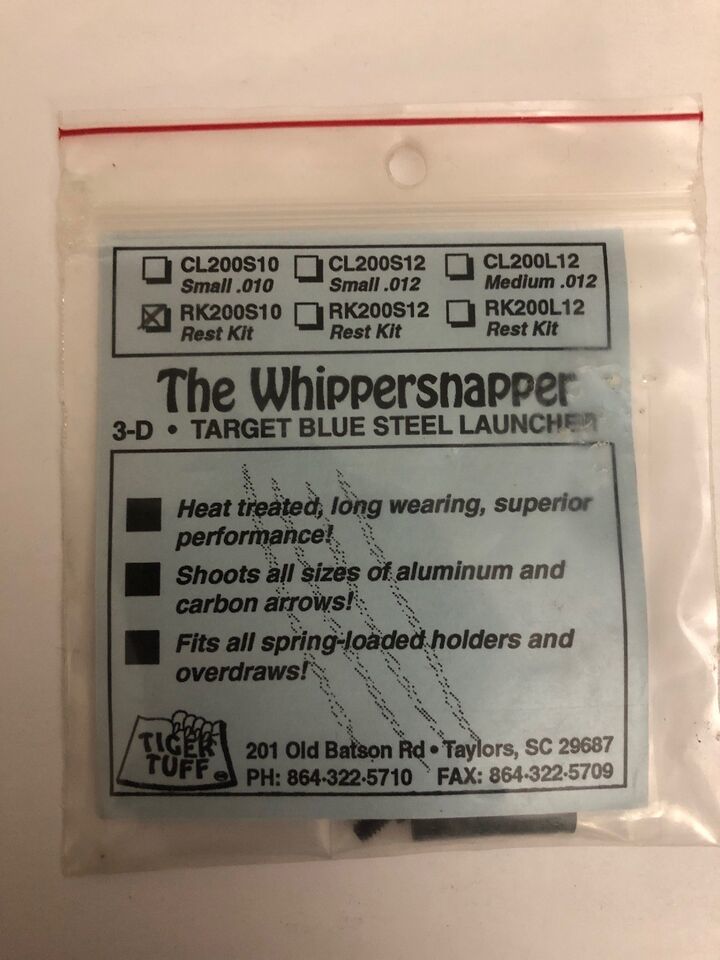 CL200S10 CL200S12 CL200L12
Small .010 Small .012 Medium .012
RK200S10 RK200S12 RK200L12
Rest Kit Rest Kit Rest Kit
The Whippersnapper
3-D • TARGET BLUE STEEL LAUNCHER
Heat treated, long wearing, superior
performance!
Shoots all sizes of aluminum and
carbon arrows!
Fits all spring-loaded holders and
overdraws!
TIGER
TUFF
201 Old Batson Rd • Taylors, SC 29687
PH: 864·322·5710 FAX: 864·322·5709